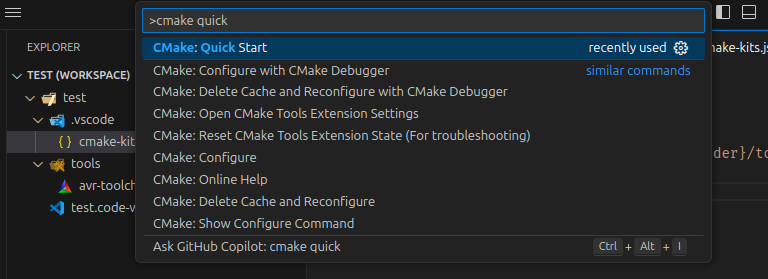 >cmake quick
EXPLORER
CMake: Quick Start
recently used
make-kits.js
TEST (WORKSPACE)
CMake: Configure with CMake Debugger
similar commands
test
CMake: Delete Cache and Reconfigure with CMake Debugger
.vscode
CMake: Open CMake Tools Extension Settings
{ } cmake-kit
CMake: Reset CMake Tools Extension State (For troubleshooting)
CMake: Configure
der}/to
tools
CMake: Online Help
avr-toolch
CMake: Delete Cache and Reconfigure
test.code-w
CMake: Show Configure Command
Ask GitHub Copilot: cmake quick
Ctrl + Alt + I